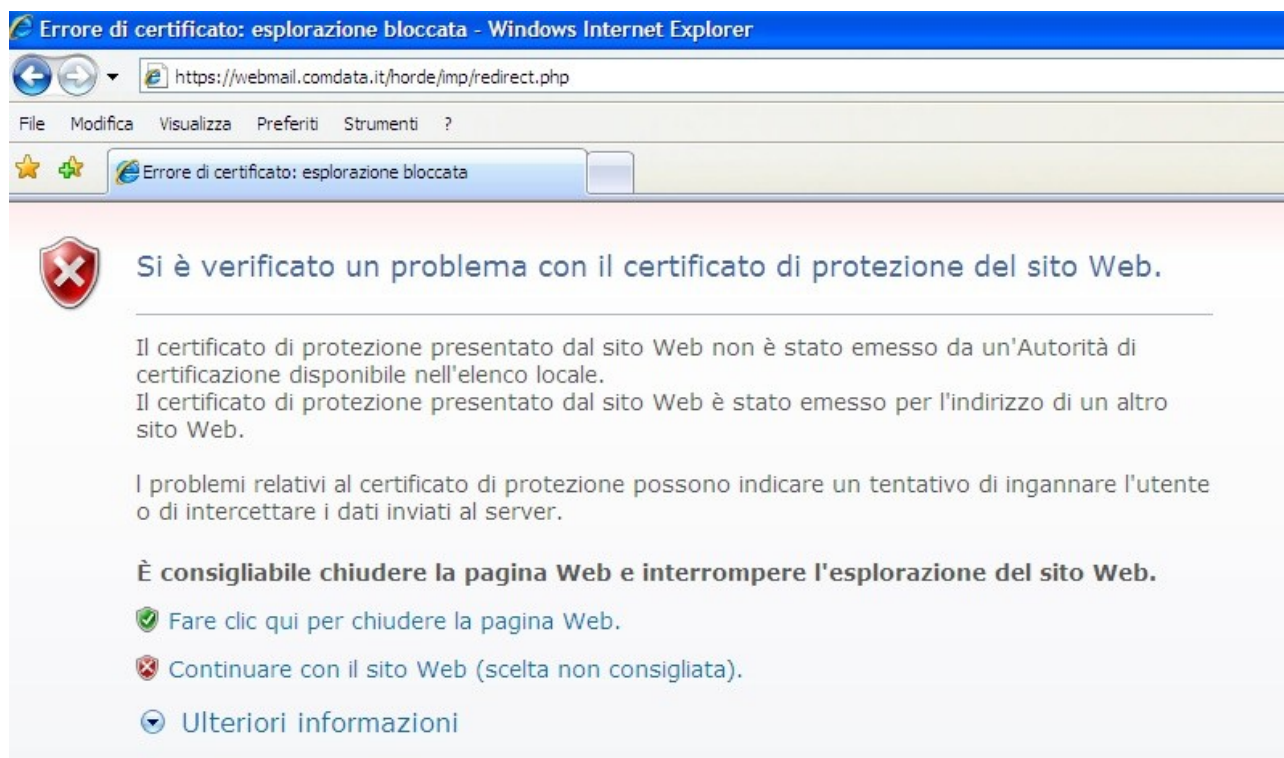 Errore di certificato: esplorazione bloccata - Windows Internet Explorer
https://webmail.comdata.it/horde/imp/redirect.php
File Modifica Visualizza Preferiti Strumenti ?
Errore di certificato: esplorazione bloccata
Si è verificato un problema con il certificato di protezione del sito Web.
Il certificato di protezione presentato dal sito Web non è stato emesso da un'Autorità di
certificazione disponibile nell'elenco locale.
Il certificato di protezione presentato dal sito Web è stato emesso per l'indirizzo di un altro
sito Web.
I problemi relativi al certificato di protezione possono indicare un tentativo di ingannare l'utente
o di intercettare i dati inviati al server.
È consigliabile chiudere la pagina Web e interrompere l'esplorazione del sito Web.
Fare clic qui per chiudere la pagina Web.
Continuare con il sito Web (scelta non consigliata).
Ulteriori informazioni